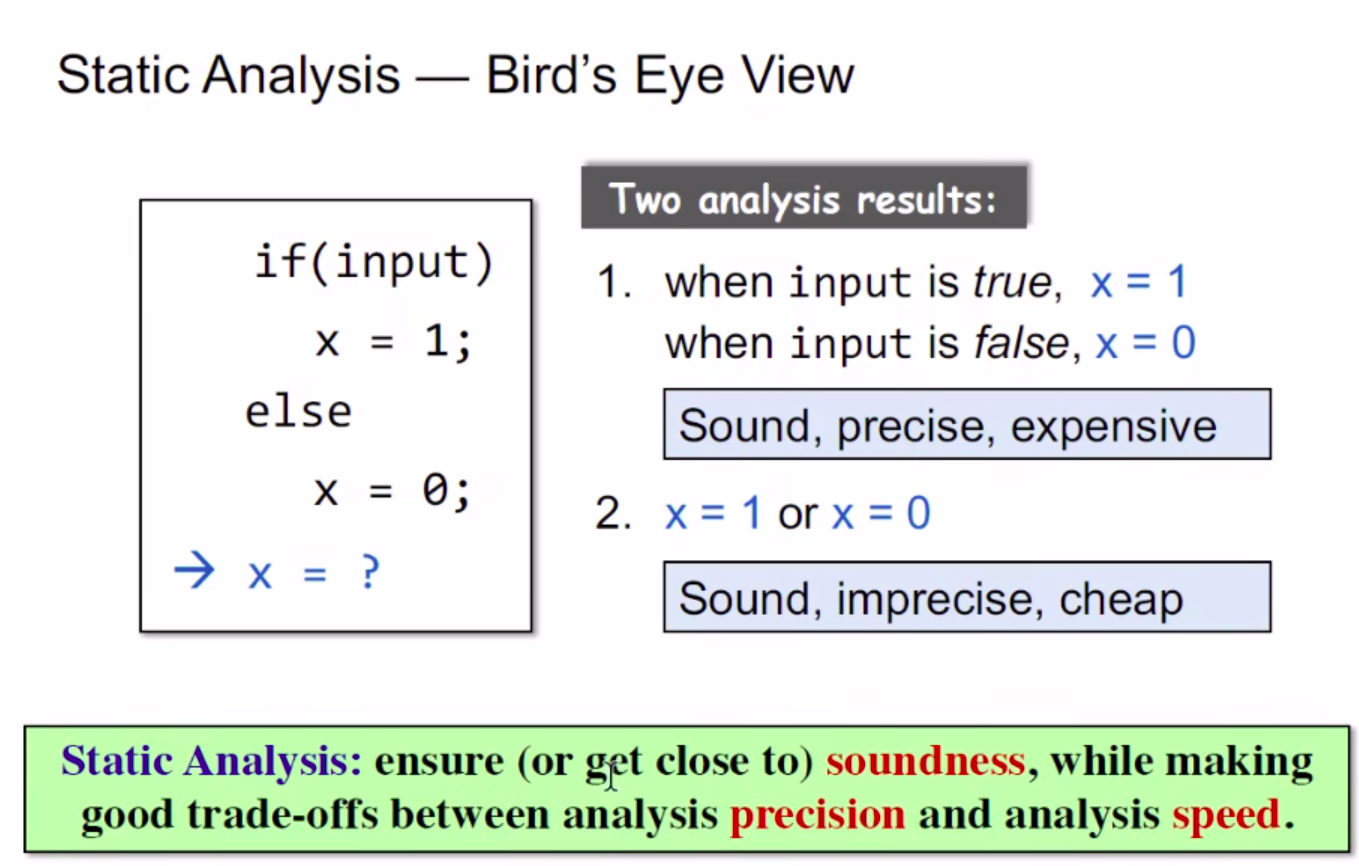 Static Analysis — Bird's Eye View
if(input)
x = 1;
else
x = 0;
→ x = ?
Two analysis results:
1. when input is true, x = 1
when input is false, x = 0
Sound, precise, expensive
2. x = 1 or x = 0
Sound, imprecise, cheap
Static Analysis: ensure (or get close to) soundness, while making
good trade-offs between analysis precision and analysis speed.